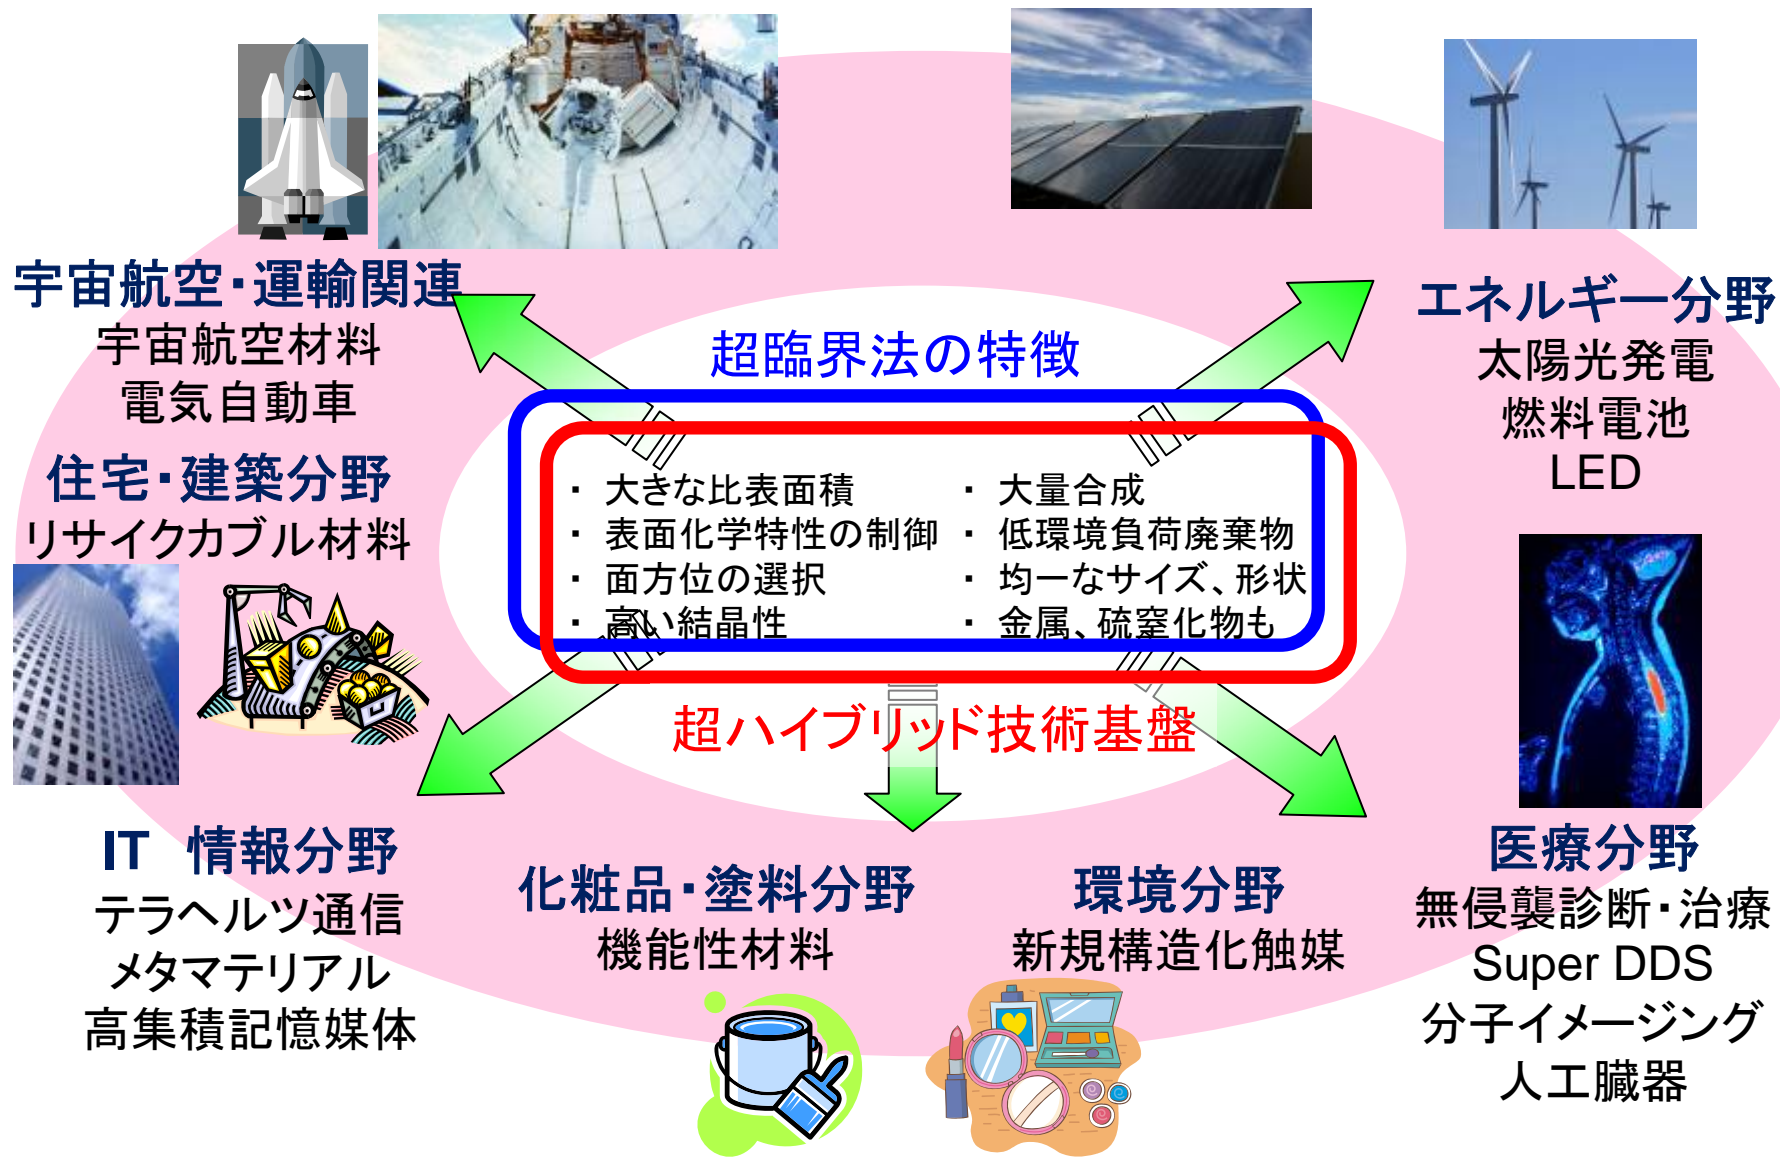 宇宙航空・運輸関連
宇宙航空材料
電気自動車
住宅・建築分野
リサイクカブル材料
エネルギー分野
太陽光発電
燃料電池
LED
超臨界法の特徴
・ 大きな比表面積
・ 表面化学特性の制御
・ 面方位の選択
・ 高い結晶性
・ 大量合成
・ 低環境負荷廃棄物
・ 均一なサイズ、形状
・ 金属、硫窒化物も
超ハイブリッド技術基盤
IT 情報分野
テラヘルツ通信
メタマテリアル
高集積記憶媒体
化粧品・塗料分野
機能性材料
環境分野
新規構造化触媒
医療分野
無侵襲診断・治療
Super DDS
分子イメージング
人工臓器